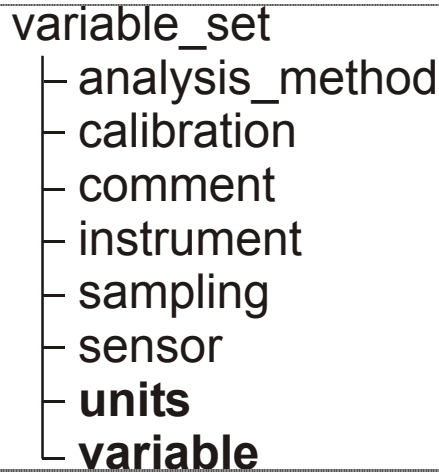 variable_set
analysis_method
calibration
comment
instrument
sampling
sensor
units
variable